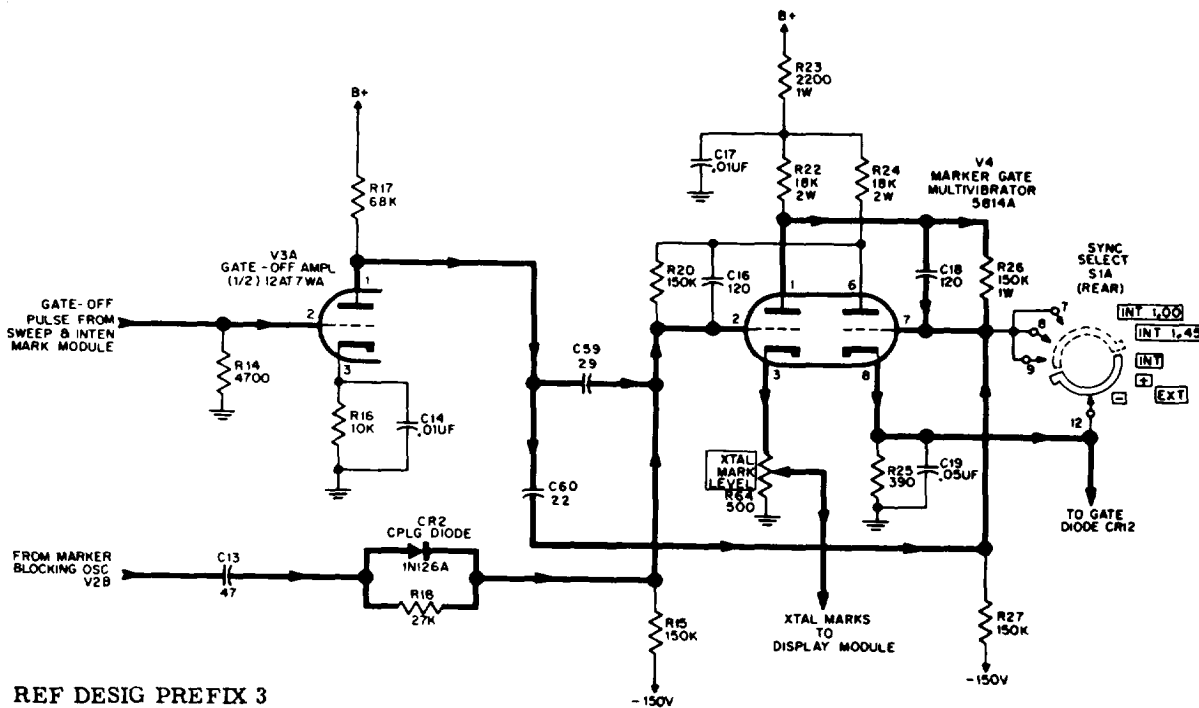 B+
R23
2200
1W
B+
C17
.01UF
R22
18K
2W
R24
18K
2W
V4
MARKER GATE
MULTIVIBRATOR
5814A
R17
68K
V3A
GATE-OFF AMPL
(1/2) 12AT7WA
1
2
3
GATE-OFF
PULSE FROM
SWEEP & INTEN
MARK MODULE
R14
4700
R16
10K
C14
.01UF
R20
150K
C16
120
1
6
2
7
3
8
C18
120
R26
150K
1W
SYNC
SELECT
S1A
(REAR)
7
8
9
12
INT 1,00
INT 1,45
INT
+
-
EXT
C59
29
C60
22
XTAL
MARK
LEVEL
R64
500
R25
390
C19
.05UF
TO GATE
DIODE CR12
FROM MARKER
BLOCKING OSC
V2B
C13
47
CR2
CPLG DIODE
1N126A
R18
27K
R15
150K
-150V
XTAL MARKS
TO
DISPLAY MODULE
R27
150K
-150V
REF DESIG PREFIX 3